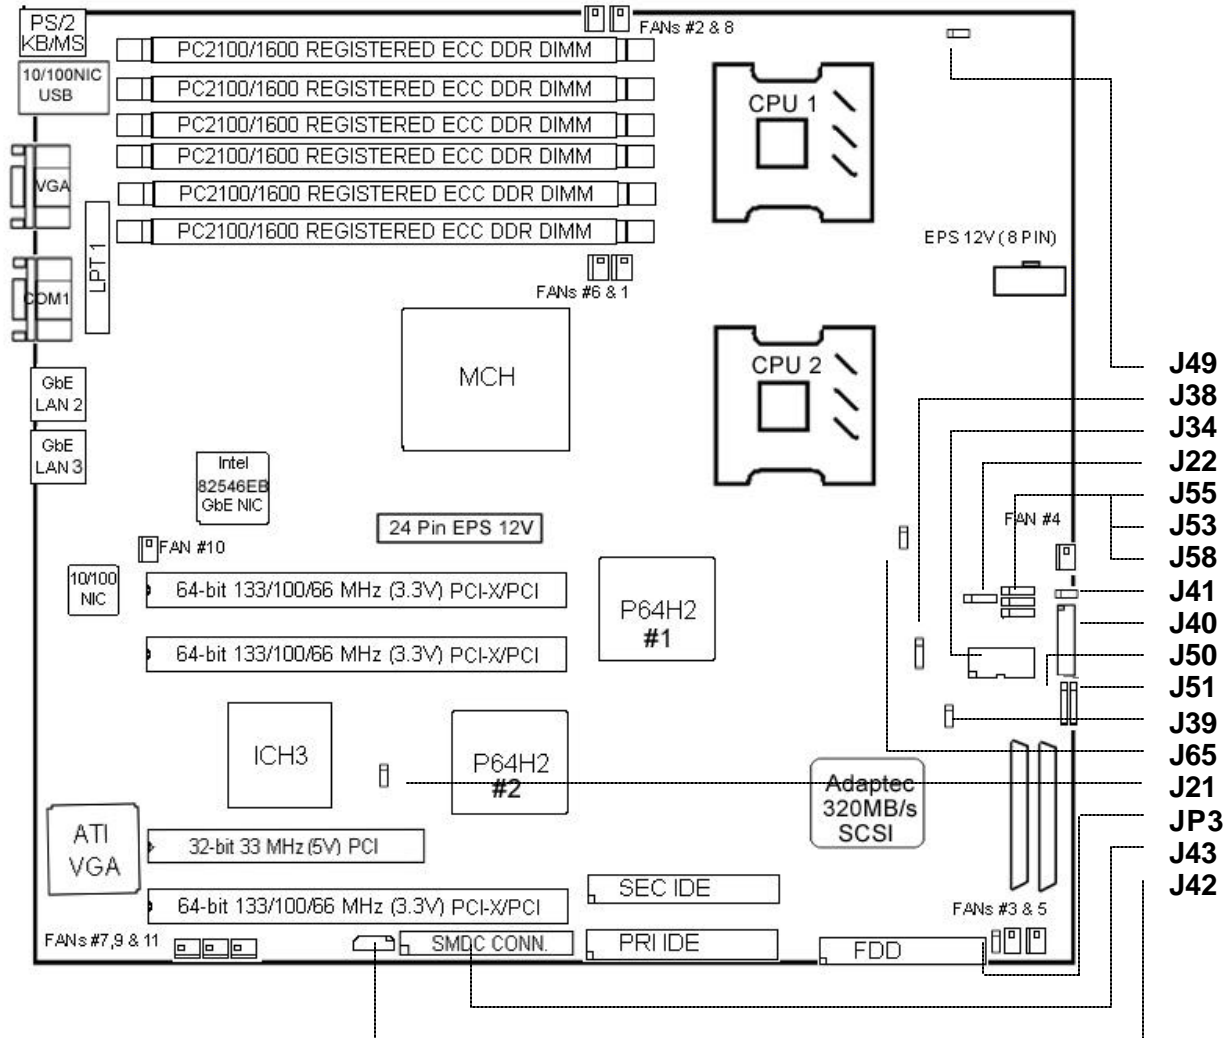 PS/2
KB/MS
FANs #2 & 8
PC2100/1600 REGISTERED ECC DDR DIMM
10/100NIC
USB
PC2100/1600 REGISTERED ECC DDR DIMM
CPU 1
PC2100/1600 REGISTERED ECC DDR DIMM
PC2100/1600 REGISTERED ECC DDR DIMM
VGA
PC2100/1600 REGISTERED ECC DDR DIMM
PC2100/1600 REGISTERED ECC DDR DIMM
LPT 1
EPS 12V (8 PIN)
COM1
FANs #6 & 1
MCH
CPU 2
GbE
LAN 2
GbE
LAN 3
Intel
82546EB
GbE NIC
24 Pin EPS 12V
FAN #4
FAN #10
10/100
NIC
64-bit 133/100/66 MHz (3.3V) PCI-X/PCI
P64H2
#1
64-bit 133/100/66 MHz (3.3V) PCI-X/PCI
ICH3
P64H2
#2
Adaptec
320MB/s
SCSI
ATI
VGA
32-bit 33 MHz (5V) PCI
SEC IDE
64-bit 133/100/66 MHz (3.3V) PCI-X/PCI
FANs #3 & 5
FANs #7,9 & 11
SMDC CONN.
PRI IDE
FDD
J49
J38
J34
J22
J55
J53
J58
J41
J40
J50
J51
J39
J65
J21
JP3
J43
J42